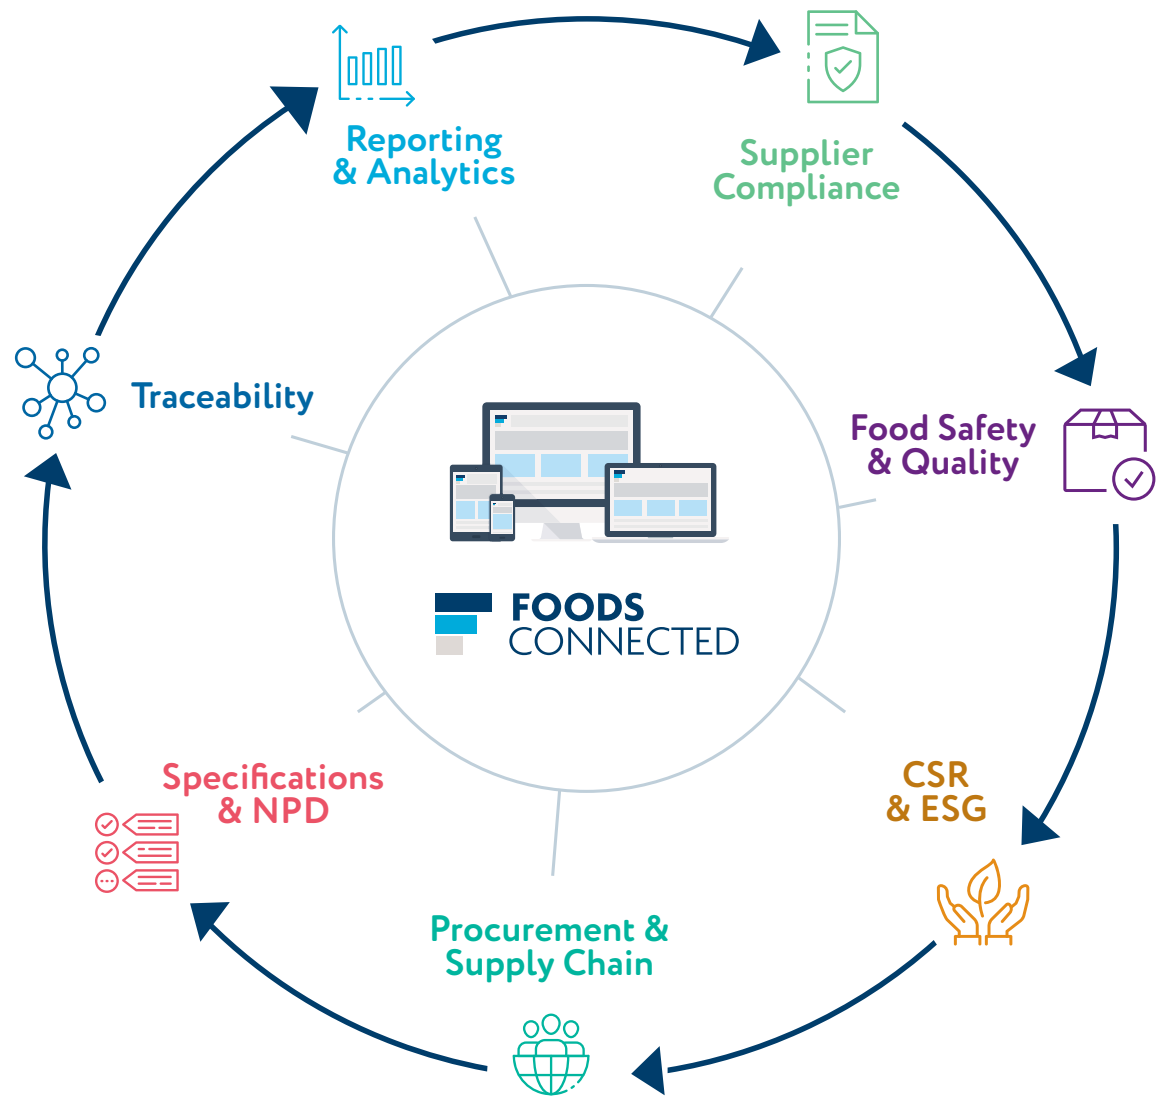 Reporting
& Analytics
Supplier
Compliance
Traceability
Food Safety
& Quality
FOODS
CONNECTED
Specifications
& NPD
CSR
& ESG
Procurement &
Supply Chain